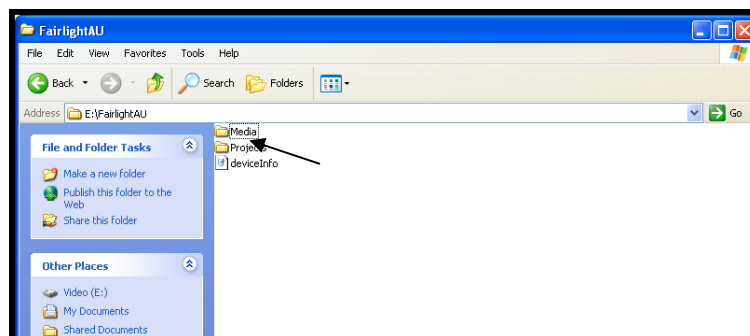 FairlightAU
File Edit View Favorites Tools Help
Back Search Folders
Address E:\FairlightAU Go
Media
Projects
deviceInfo
File and Folder Tasks
Make a new folder
Publish this folder to the
Web
Share this folder
Other Places
Video (E:)
My Documents
Shared Documents